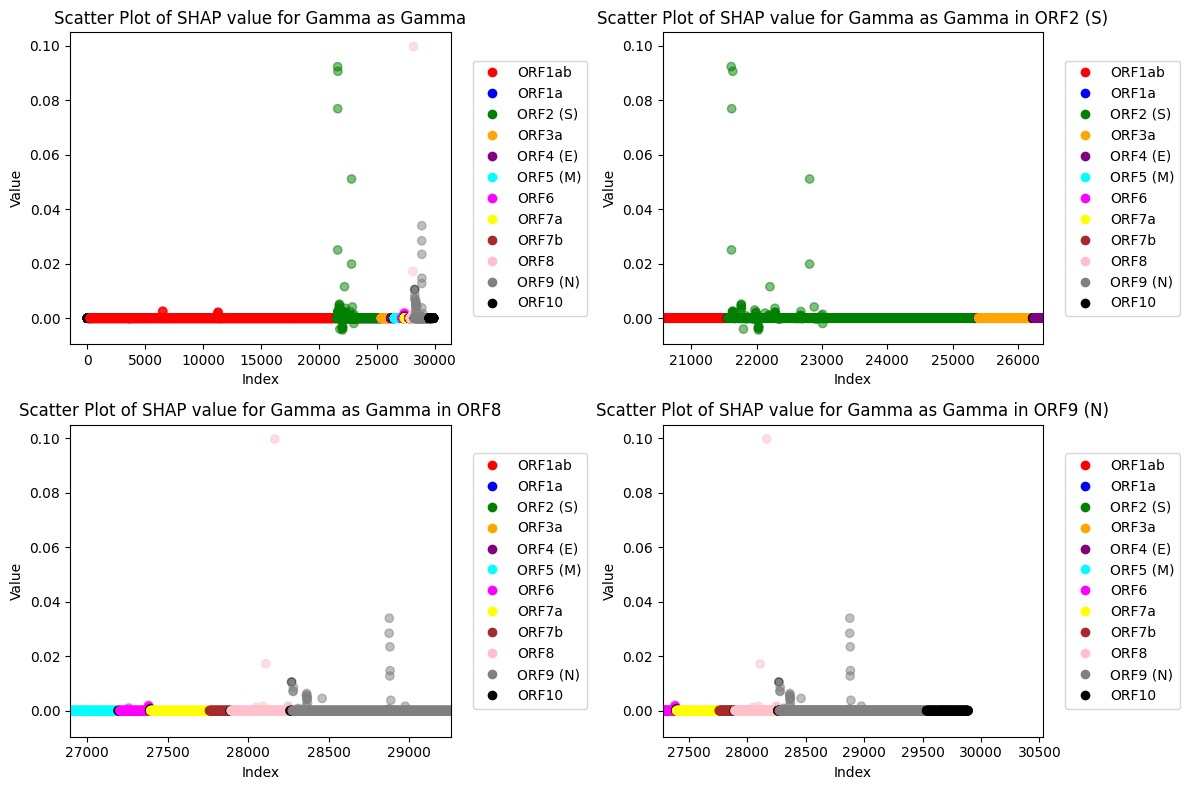 Scatter Plot of SHAP value for Gamma as Gamma
Value
0.10
0.08
0.06
0.04
0.02
0.00
0 5000 10000 15000 20000 25000 30000
Index
ORF1ab
ORF1a
ORF2 (S)
ORF3a
ORF4 (E)
ORF5 (M)
ORF6
ORF7a
ORF7b
ORF8
ORF9 (N)
ORF10
Scatter Plot of SHAP value for Gamma as Gamma in ORF2 (S)
Value
0.10
0.08
0.06
0.04
0.02
0.00
21000 22000 23000 24000 25000 26000
Index
ORF1ab
ORF1a
ORF2 (S)
ORF3a
ORF4 (E)
ORF5 (M)
ORF6
ORF7a
ORF7b
ORF8
ORF9 (N)
ORF10
Scatter Plot of SHAP value for Gamma as Gamma in ORF8
Value
0.10
0.08
0.06
0.04
0.02
0.00
27000 27500 28000 28500 29000
Index
ORF1ab
ORF1a
ORF2 (S)
ORF3a
ORF4 (E)
ORF5 (M)
ORF6
ORF7a
ORF7b
ORF8
ORF9 (N)
ORF10
Scatter Plot of SHAP value for Gamma as Gamma in ORF9 (N)
Value
0.10
0.08
0.06
0.04
0.02
0.00
27500 28000 28500 29000 29500 30000 30500
Index
ORF1ab
ORF1a
ORF2 (S)
ORF3a
ORF4 (E)
ORF5 (M)
ORF6
ORF7a
ORF7b
ORF8
ORF9 (N)
ORF10